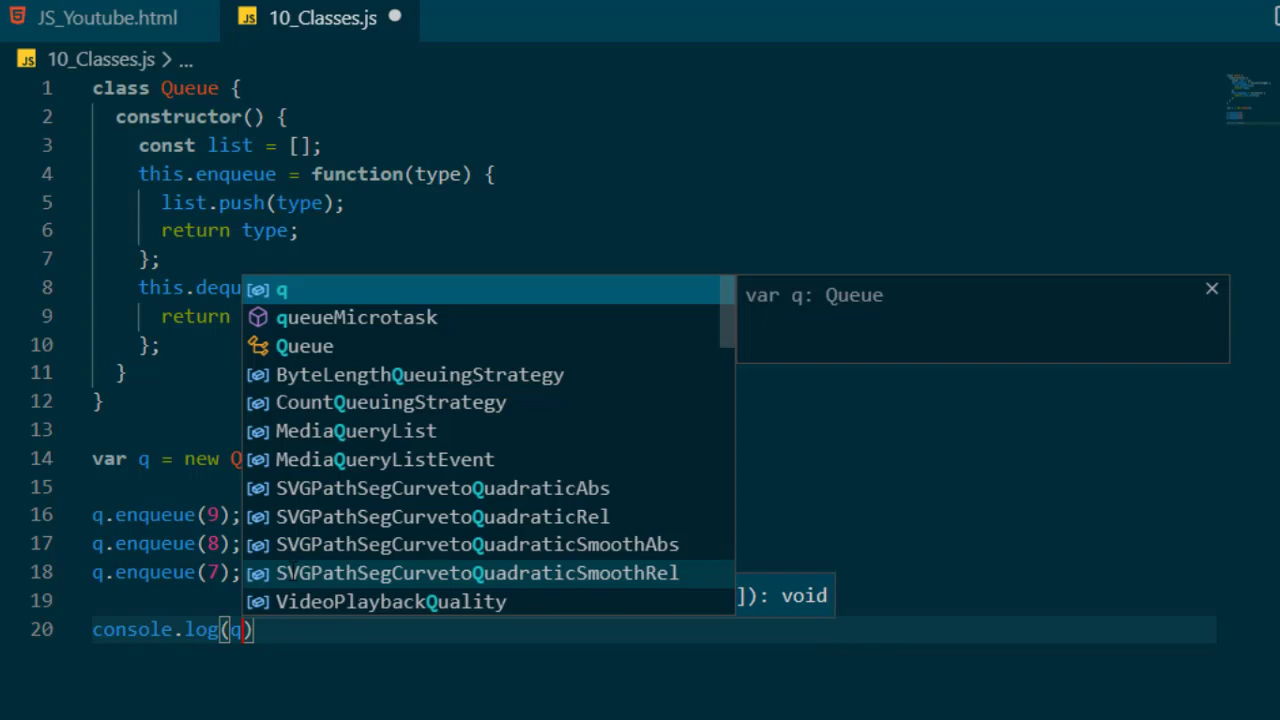 JS_Youtube.html
JS 10_Classes.js
JS 10_Classes.js > ...
1 class Queue {
2 constructor() {
3 const list = [];
4 this.enqueue = function(type) {
5 list.push(type);
6 return type;
7 };
8 this.dequ
9 return
10 };
11 }
12 }
13
14 var q = new Q
15
16 q.enqueue(9);
17 q.enqueue(8);
18 q.enqueue(7);
19
20 console.log(q)
q
queueMicrotask
Queue
ByteLengthQueuingStrategy
CountQueuingStrategy
MediaQueryList
MediaQueryListEvent
SVGPathSegCurvetoQuadraticAbs
SVGPathSegCurvetoQuadraticRel
SVGPathSegCurvetoQuadraticSmoothAbs
SVGPathSegCurvetoQuadraticSmoothRel
VideoPlaybackQuality
var q: Queue
]): void